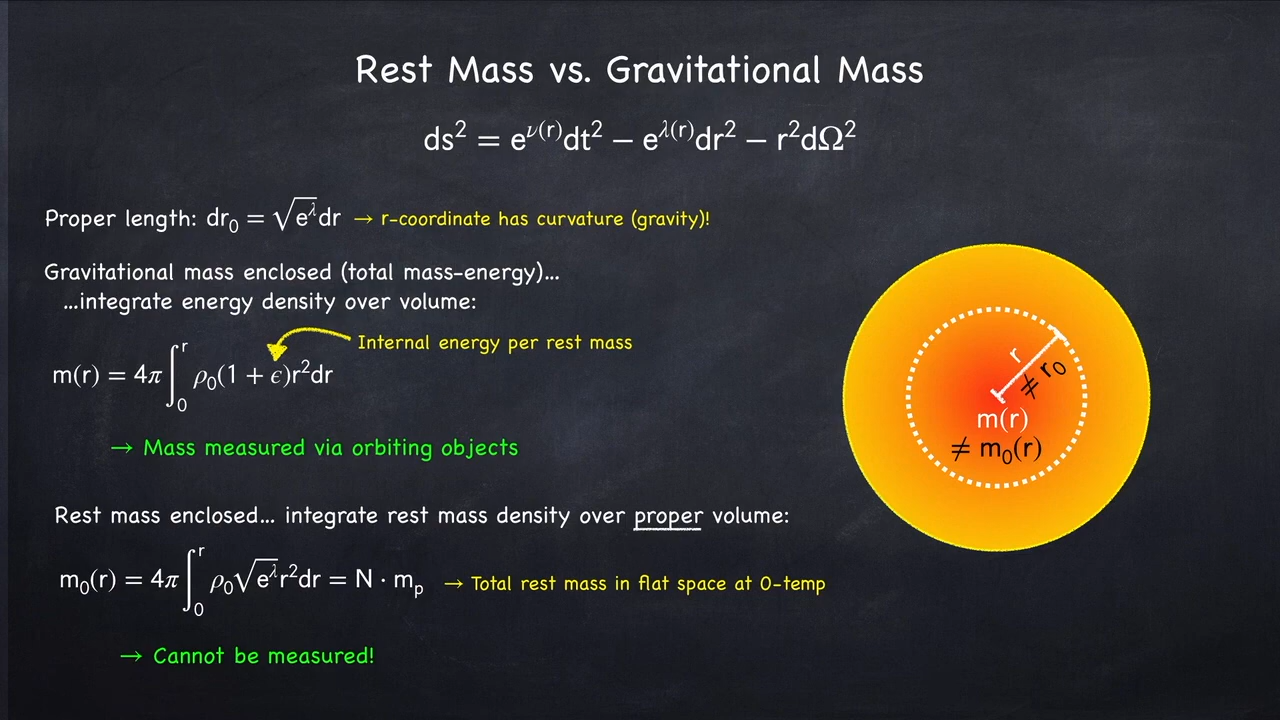 Rest Mass vs. Gravitational Mass
ds² = e^{ν(r)}dt² − e^{λ(r)}dr² − r²dΩ²
Proper length: dr₀ = √(e^λ)dr → r-coordinate has curvature (gravity)!
Gravitational mass enclosed (total mass-energy)...
...integrate energy density over volume:
Internal energy per rest mass
m(r) = 4π∫₀^r ρ₀(1 + ϵ)r²dr
→ Mass measured via orbiting objects
Rest mass enclosed... integrate rest mass density over proper volume:
m₀(r) = 4π∫₀^r ρ₀√(e^λ)r²dr = N · mₚ → Total rest mass in flat space at 0-temp
→ Cannot be measured!
r
≠ r₀
m(r)
≠ m₀(r)